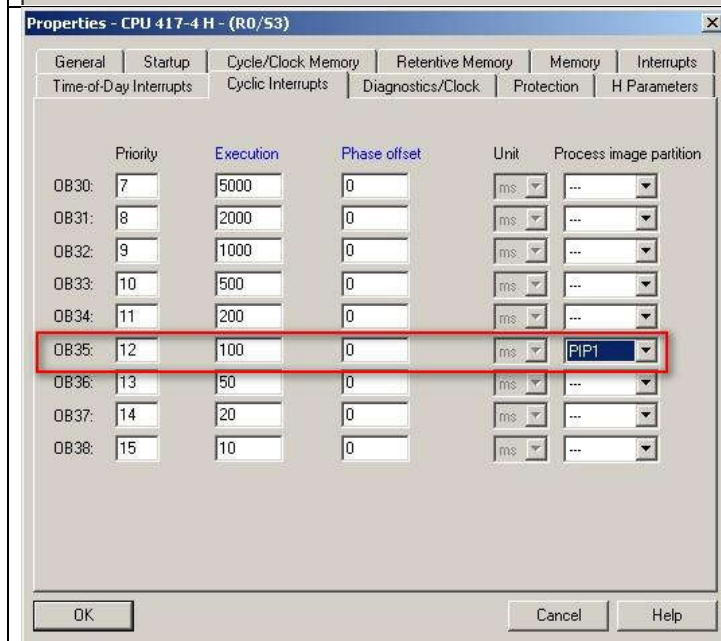 Properties - CPU 417-4 H - (R0/S3)
General Startup Cycle/Clock Memory Retentive Memory Memory Interrupts
Time-of-Day Interrupts Cyclic Interrupts Diagnostics/Clock Protection H Parameters
Priority Execution Phase offset Unit Process image partition
OB30: 7 5000 0 ms ---
OB31: 8 2000 0 ms ---
OB32: 9 1000 0 ms ---
OB33: 10 500 0 ms ---
OB34: 11 200 0 ms ---
OB35: 12 100 0 ms PIP1
OB36: 13 50 0 ms ---
OB37: 14 20 0 ms ---
OB38: 15 10 0 ms ---
OK Cancel Help